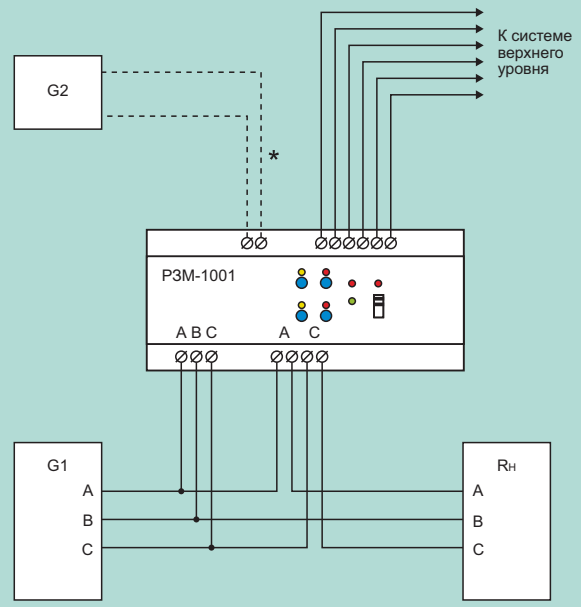 К системе
верхнего
уровня
G2
*
РЗМ-1001
A B C
A C
G1
A
B
C
Rн
A
B
C